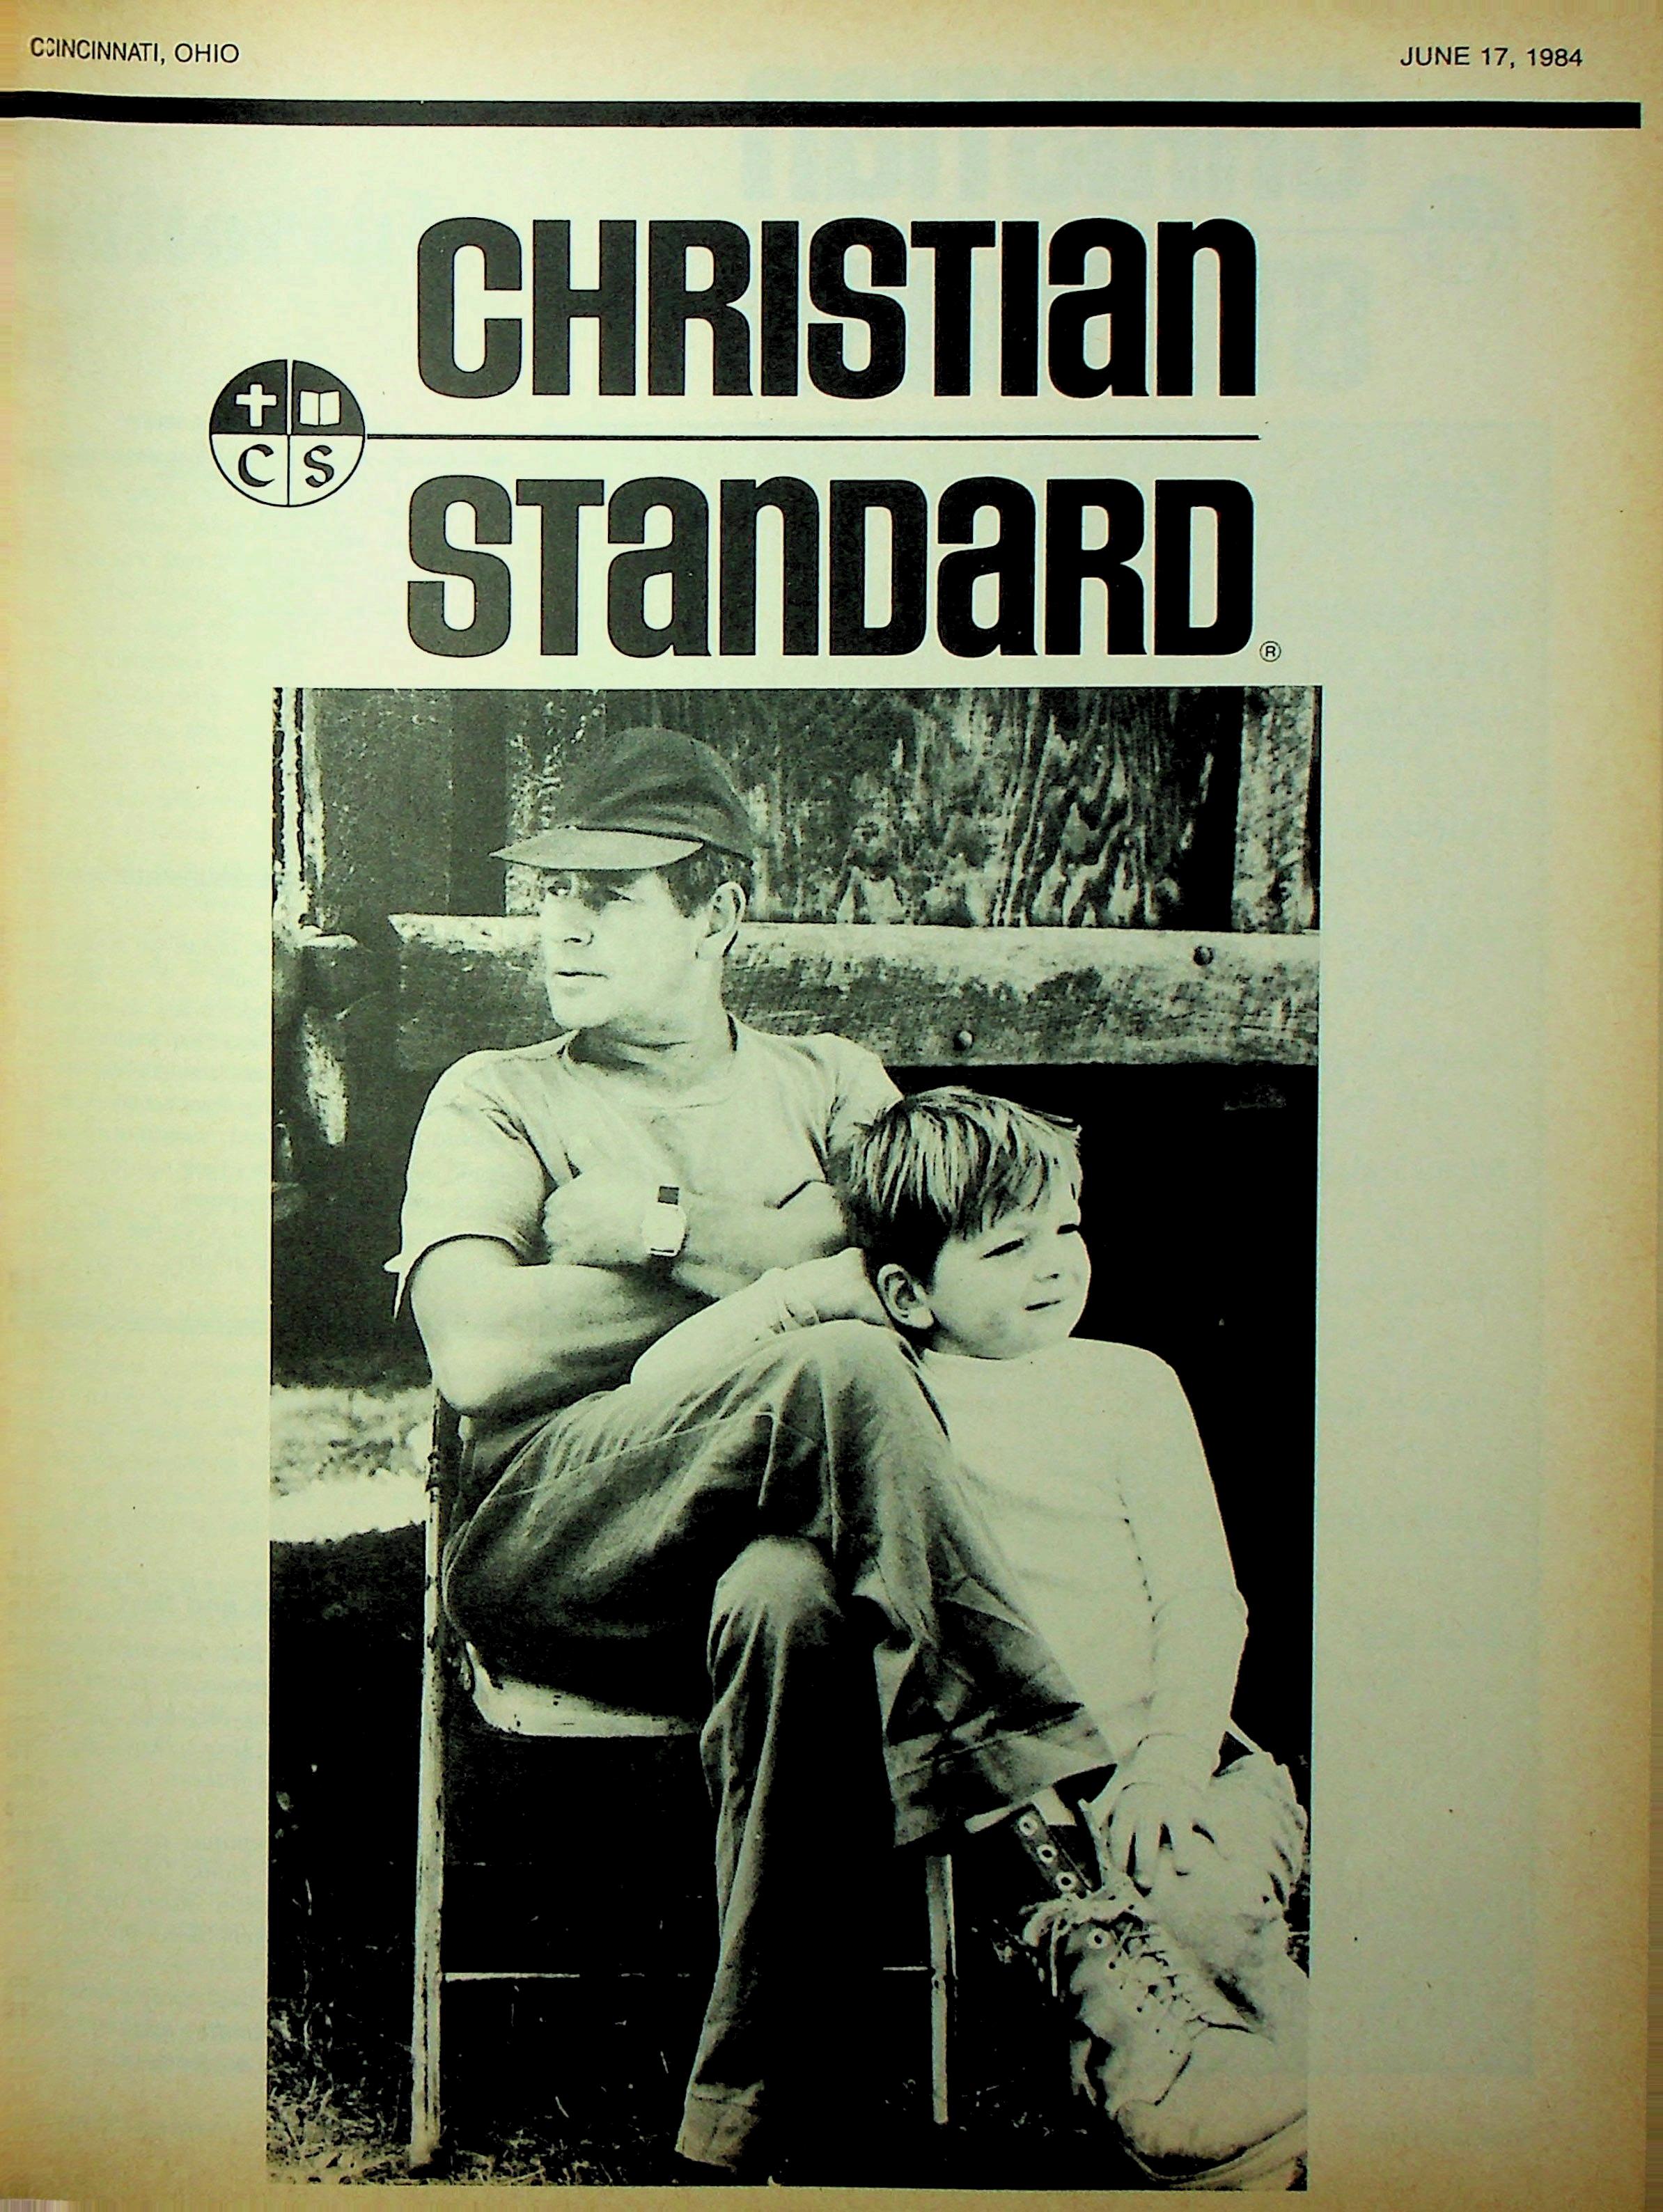 CINCINNATI, OHIO
JUNE 17, 1984
CHRISTIan
C S
STanDaRD®